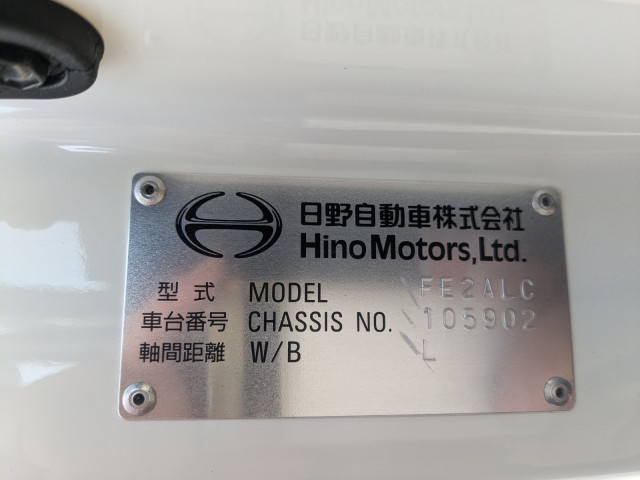 日野自動車株式会社
Hino Motors, Ltd.
型式 MODEL FE2ALC
車台番号 CHASSIS NO. 105902
軸間距離 W/B L